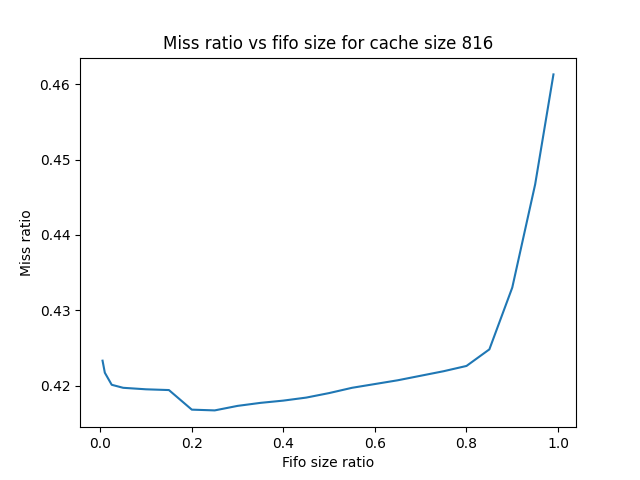 Miss ratio vs fifo size for cache size 816
0.46
0.45
0.44
0.43
0.42
Miss ratio
0.0 0.2 0.4 0.6 0.8 1.0
Fifo size ratio